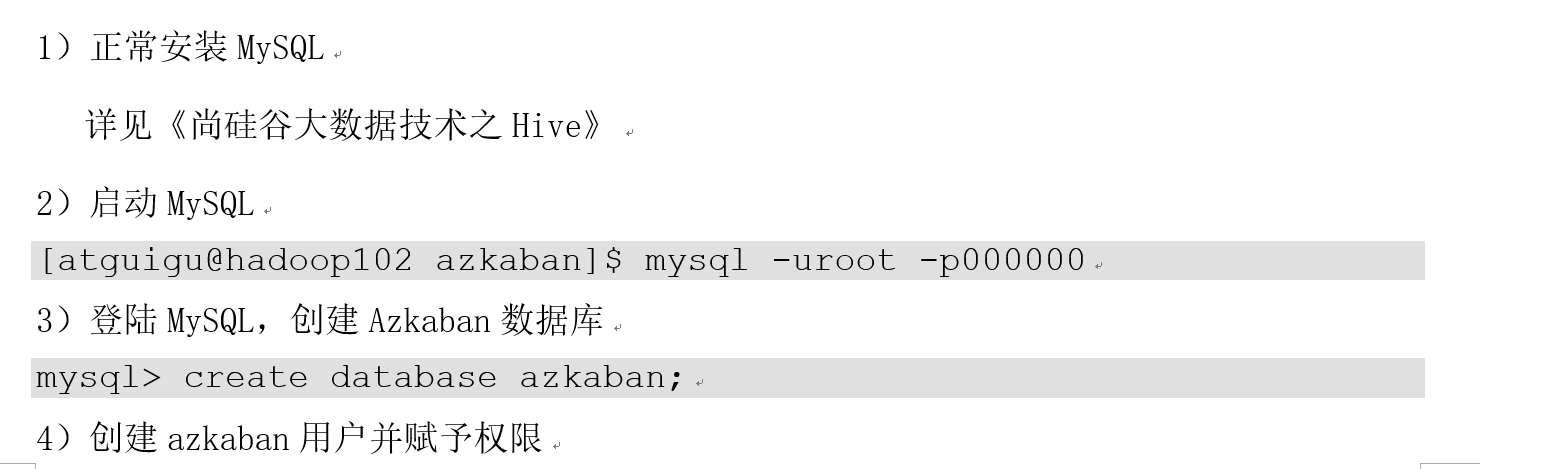 1）正常安装 MySQL
详见《尚硅谷大数据技术之 Hive》
2）启动 MySQL
[atguigu@hadoop102 azkaban]$ mysql -uroot -p000000
3）登陆 MySQL，创建 Azkaban 数据库
mysql> create database azkaban;
4）创建 azkaban 用户并赋予权限